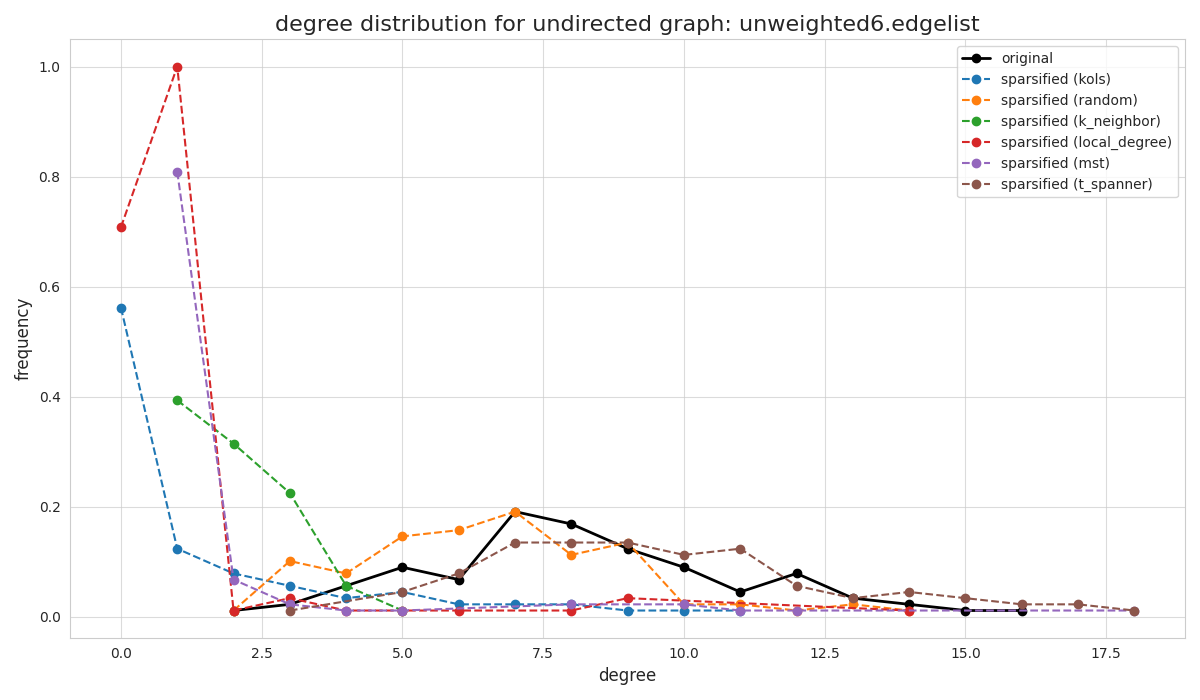 degree distribution for undirected graph: unweighted6.edgelist
original
sparsified (kols)
sparsified (random)
sparsified (k_neighbor)
sparsified (local_degree)
sparsified (mst)
sparsified (t_spanner)
frequency
1.0
0.8
0.6
0.4
0.2
0.0
0.0 2.5 5.0 7.5 10.0 12.5 15.0 17.5
degree